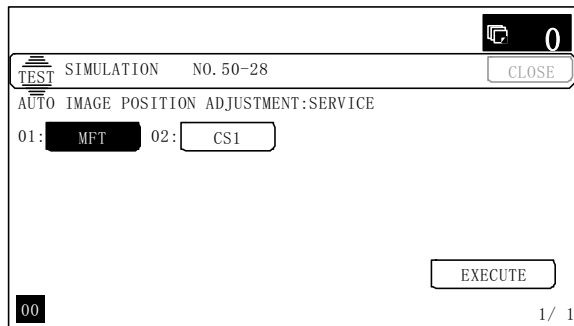 0
TEST SIMULATION NO.50-28 CLOSE
AUTO IMAGE POSITION ADJUSTMENT:SERVICE
01: MFT 02: CS1
EXECUTE
00 1/ 1